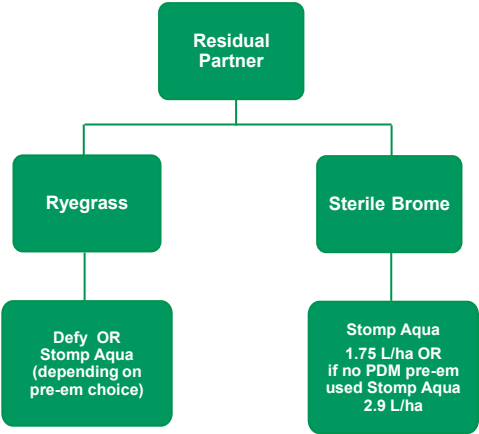 Residual
Partner
Ryegrass
Sterile Brome
Defy OR
Stomp Aqua
(depending on
pre-em choice)
Stomp Aqua
1.75 L/ha OR
if no PDM pre-em
used Stomp Aqua
2.9 L/ha